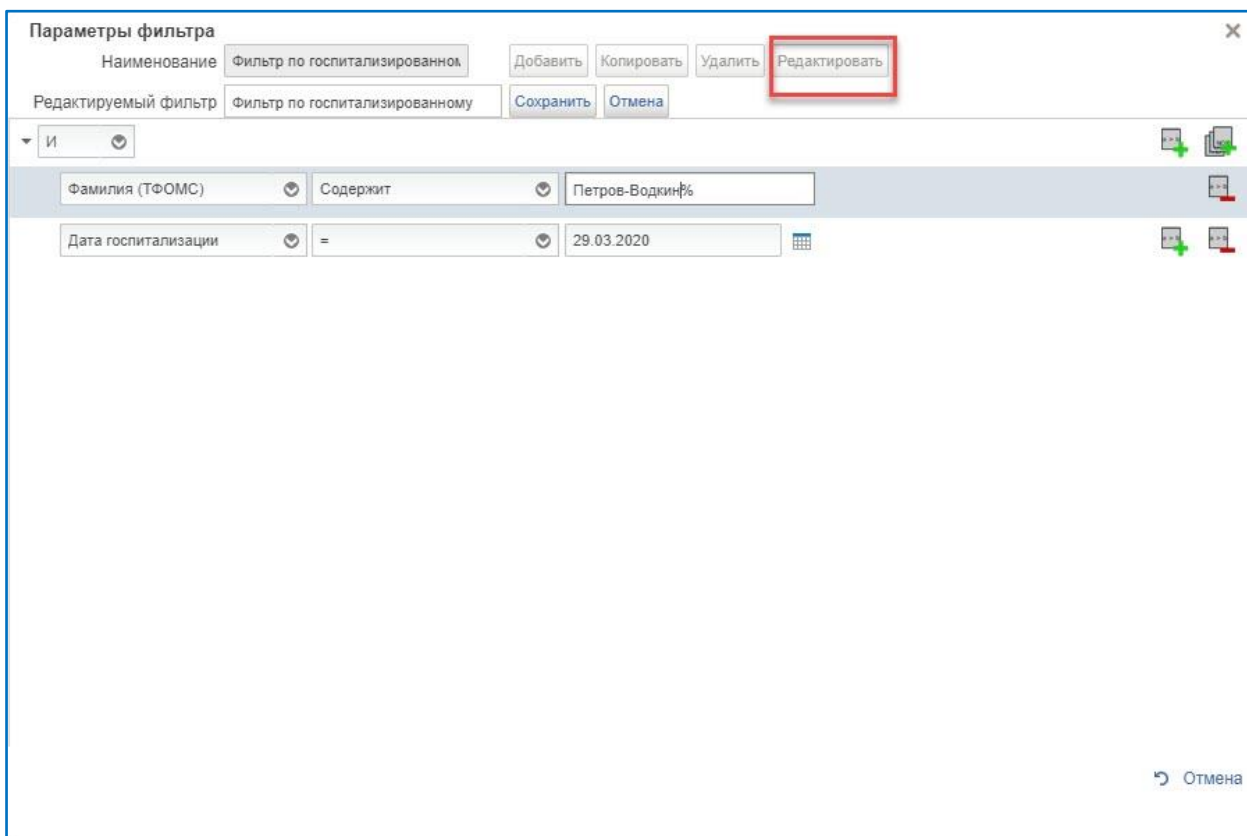 Параметры фильтра
Наименование Фильтр по госпитализированном Добавить Копировать Удалить Редактировать
Редактируемый фильтр Фильтр по госпитализированному Сохранить Отмена
И
Фамилия (ТФОМС) Содержит Петров-Водкин%
Дата госпитализации = 29.03.2020
Отмена